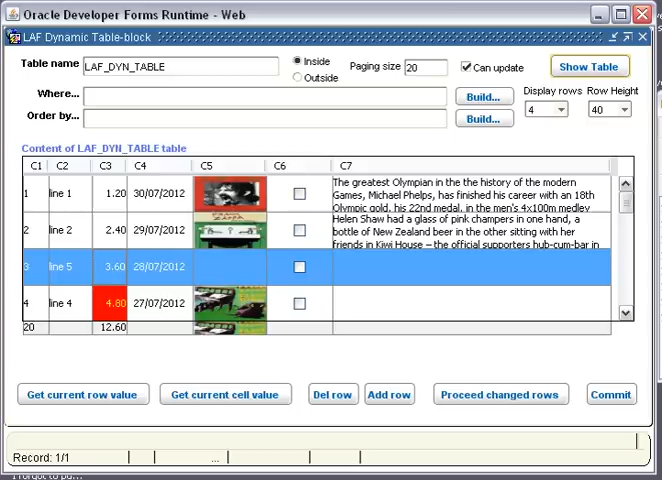 Oracle Developer Forms Runtime - Web
LAF Dynamic Table-block
Table name LAF_DYN_TABLE Inside Outside Paging size 20 Can update Show Table
Where... Build... Display rows Row Height
Order by... Build... 4 40
Content of LAF_DYN_TABLE table
C1 C2 C3 C4 C5 C6 C7
1 line 1 1.20 30/07/2012 The greatest Olympian in the the history of the modern
Games, Michael Phelps, has finished his career with an 18th
Olympic gold, his 22nd medal, in the men's 4x100m medley
2 line 2 2.40 29/07/2012 Helen Shaw had a glass of pink champers in one hand, a
bottle of New Zealand beer in the other sitting with her
friends in Kiwi House – the official supporters hub-cum-bar in
3 line 5 3.60 28/07/2012
4 line 4 4.80 27/07/2012
20 12.60
Get current row value Get current cell value Del row Add row Proceed changed rows Commit
Record: 1/1 ...